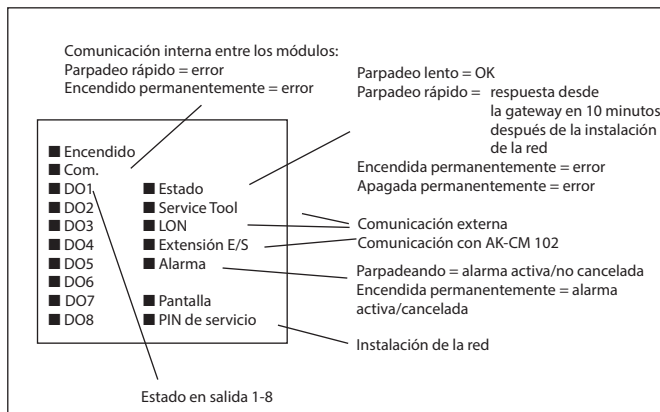 Comunicación interna entre los módulos:
Parpadeo rápido = error
Encendido permanentemente = error
Parpadeo lento = OK
Parpadeo rápido = respuesta desde
la gateway en 10 minutos
después de la instalación
de la red
Encendida permanentemente = error
Apagada permanentemente = error
■ Encendido
■ Com.
■ DO1 ■ Estado
■ DO2 ■ Service Tool
■ DO3 ■ LON
■ DO4 ■ Extensión E/S
■ DO5 ■ Alarma
■ DO6
■ DO7 ■ Pantalla
■ DO8 ■ PIN de servicio
Comunicación externa
Comunicación con AK-CM 102
Parpadeando = alarma activa/no cancelada
Encendida permanentemente = alarma
activa/cancelada
Instalación de la red
Estado en salida 1-8